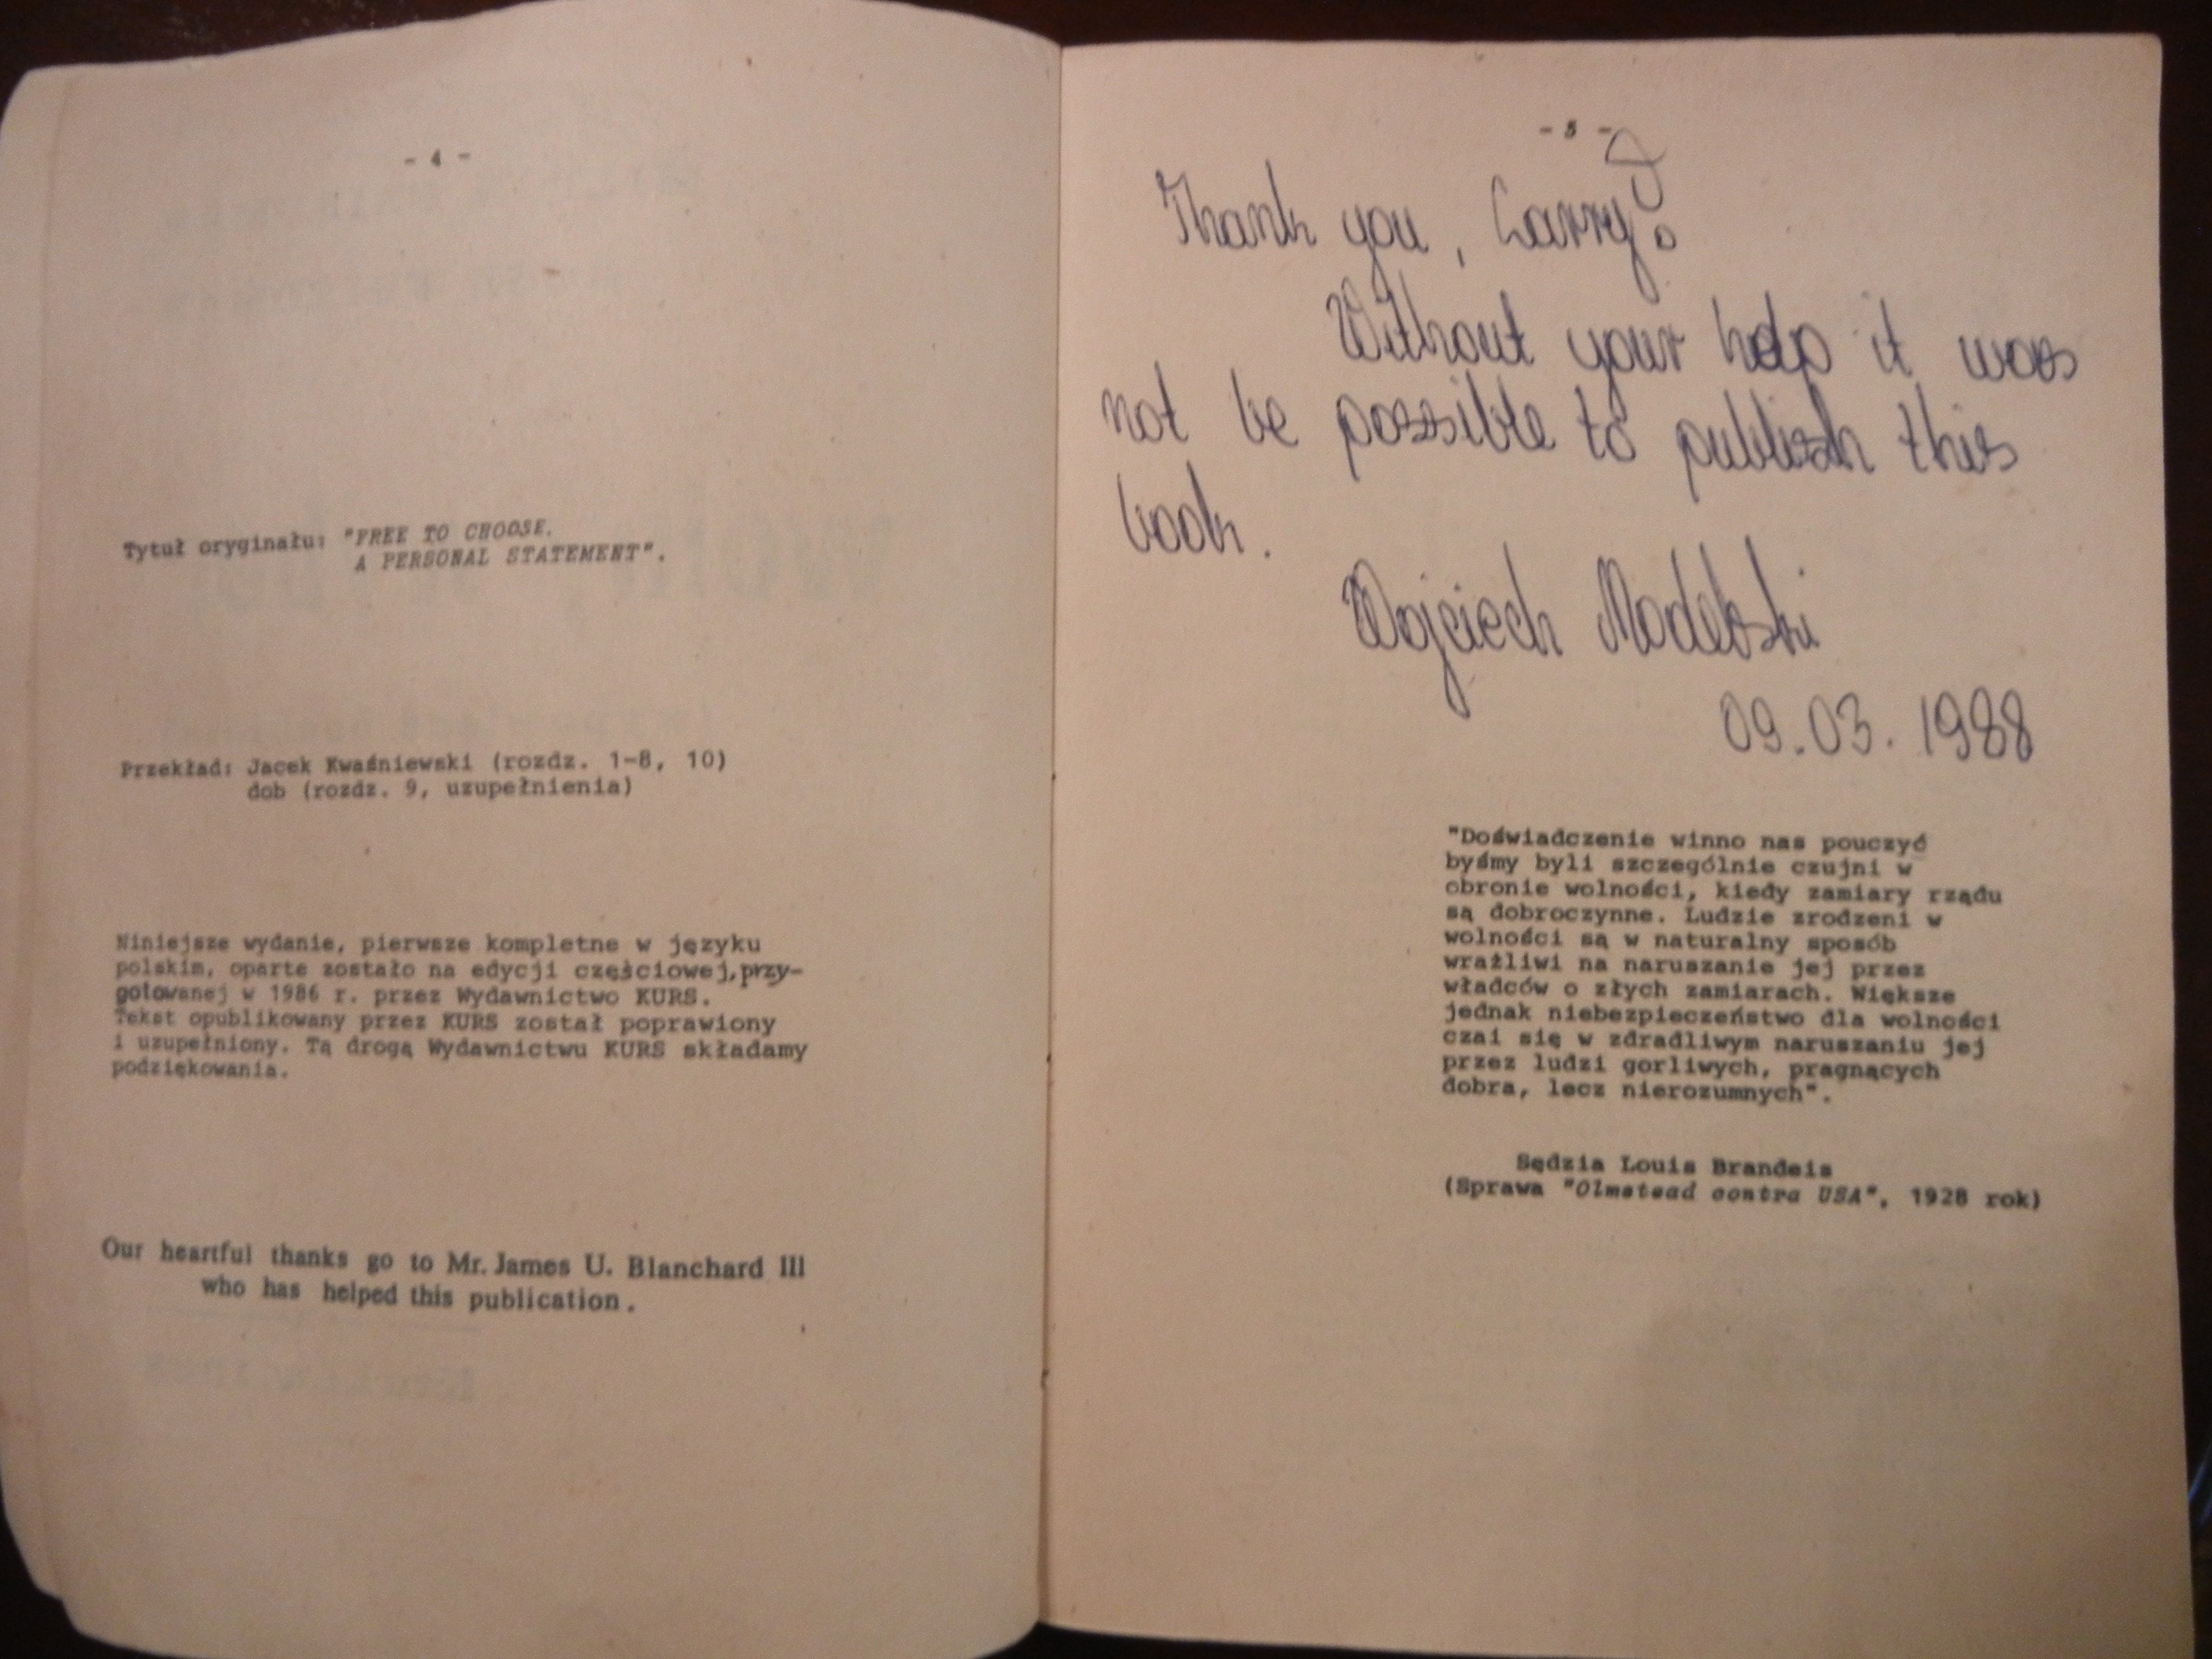 - 4 -
Tytuł oryginału: "FREE TO CHOOSE.
A PERSONAL STATEMENT".
Przekład: Jacek Kwaśniewski (rozdz. 1-8, 10)
dob (rozdz. 9, uzupełnienia)
Niniejsze wydanie, pierwsze kompletne w języku
polskim, oparte zostało na edycji częściowej, przy-
gotowanej w 1986 r. przez Wydawnictwo KURS.
Tekst opublikowany przez KURS został poprawiony
i uzupełniony. Tą drogą Wydawnictwu KURS składamy
podziękowania.
Our heartful thanks go to Mr. James U. Blanchard III
who has helped this publication.
- 5 -
Thank you, Larry!
Without your help it was
not be possible to publish this
book.
Wojciech Modelski
09.03.1988
"Doświadczenie winno nas pouczyć
byśmy byli szczególnie czujni w
obronie wolności, kiedy zamiary rządu
są dobroczynne. Ludzie zrodzeni w
wolności są w naturalny sposób
wrażliwi na naruszanie jej przez
władców o złych zamiarach. Większe
jednak niebezpieczeństwo dla wolności
czai się w zdradliwym naruszaniu jej
przez ludzi gorliwych, pragnących
dobra, lecz nierozumnych".
Sędzia Louis Brandeis
(Sprawa "Olmstead contra USA", 1928 rok)